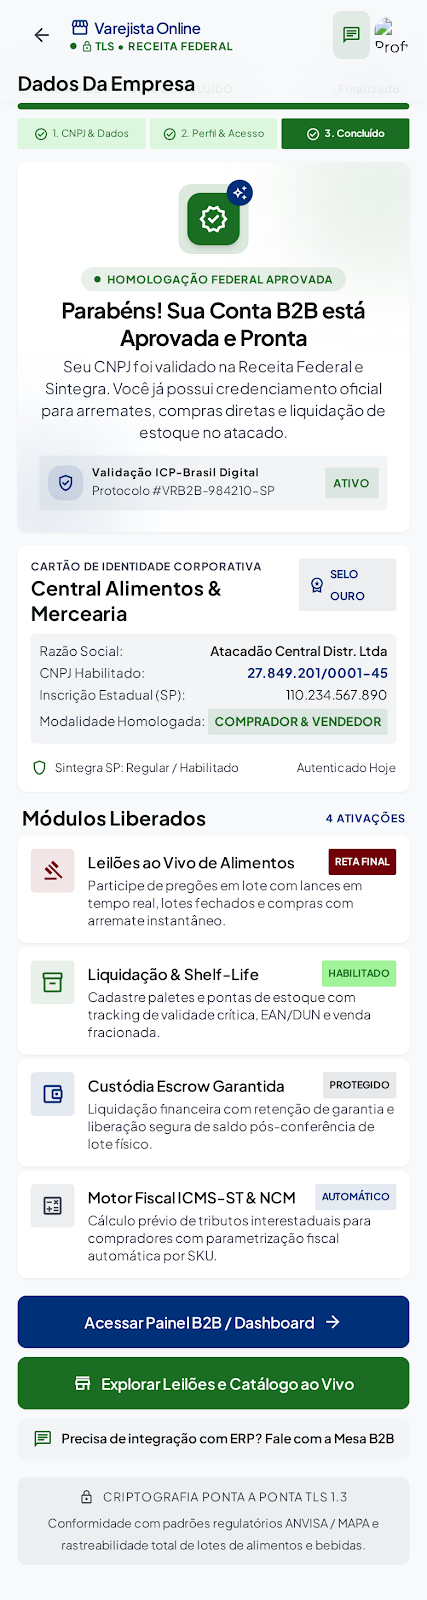 Varejista Online
TLS • RECEITA FEDERAL
Prof
Dados Da Empresa
Finalizado
1. CNPJ & Dados
2. Perfil & Acesso
3. Concluído
HOMOLOGAÇÃO FEDERAL APROVADA
Parabéns! Sua Conta B2B está
Aprovada e Pronta
Seu CNPJ foi validado na Receita Federal e
Sintegra. Você já possui credenciamento oficial
para arremates, compras diretas e liquidação de
estoque no atacado.
Validação ICP-Brasil Digital
Protocolo #VRB2B-984210-SP
ATIVO
CARTÃO DE IDENTIDADE CORPORATIVA
Central Alimentos &
Mercearia
SELO
OURO
Razão Social: Atacadão Central Distr. Ltda
CNPJ Habilitado: 27.849.201/0001-45
Inscrição Estadual (SP): 110.234.567.890
Modalidade Homologada: COMPRADOR & VENDEDOR
Sintegra SP: Regular / Habilitado Autenticado Hoje
Módulos Liberados 4 ATIVAÇÕES
Leilões ao Vivo de Alimentos RETA FINAL
Participe de pregões em lote com lances em
tempo real, lotes fechados e compras com
arremate instantâneo.
Liquidação & Shelf-Life HABILITADO
Cadastre paletes e pontas de estoque com
tracking de validade crítica, EAN/DUN e venda
fracionada.
Custódia Escrow Garantida PROTEGIDO
Liquidação financeira com retenção de garantia e
liberação segura de saldo pós-conferência de
lote físico.
Motor Fiscal ICMS-ST & NCM AUTOMÁTICO
Cálculo prévio de tributos interestaduais para
compradores com parametrização fiscal
automática por SKU.
Acessar Painel B2B / Dashboard
Explorar Leilões e Catálogo ao Vivo
Precisa de integração com ERP? Fale com a Mesa B2B
CRIPTOGRAFIA PONTA A PONTA TLS 1.3
Conformidade com padrões regulatórios ANVISA / MAPA e
rastreabilidade total de lotes de alimentos e bebidas.